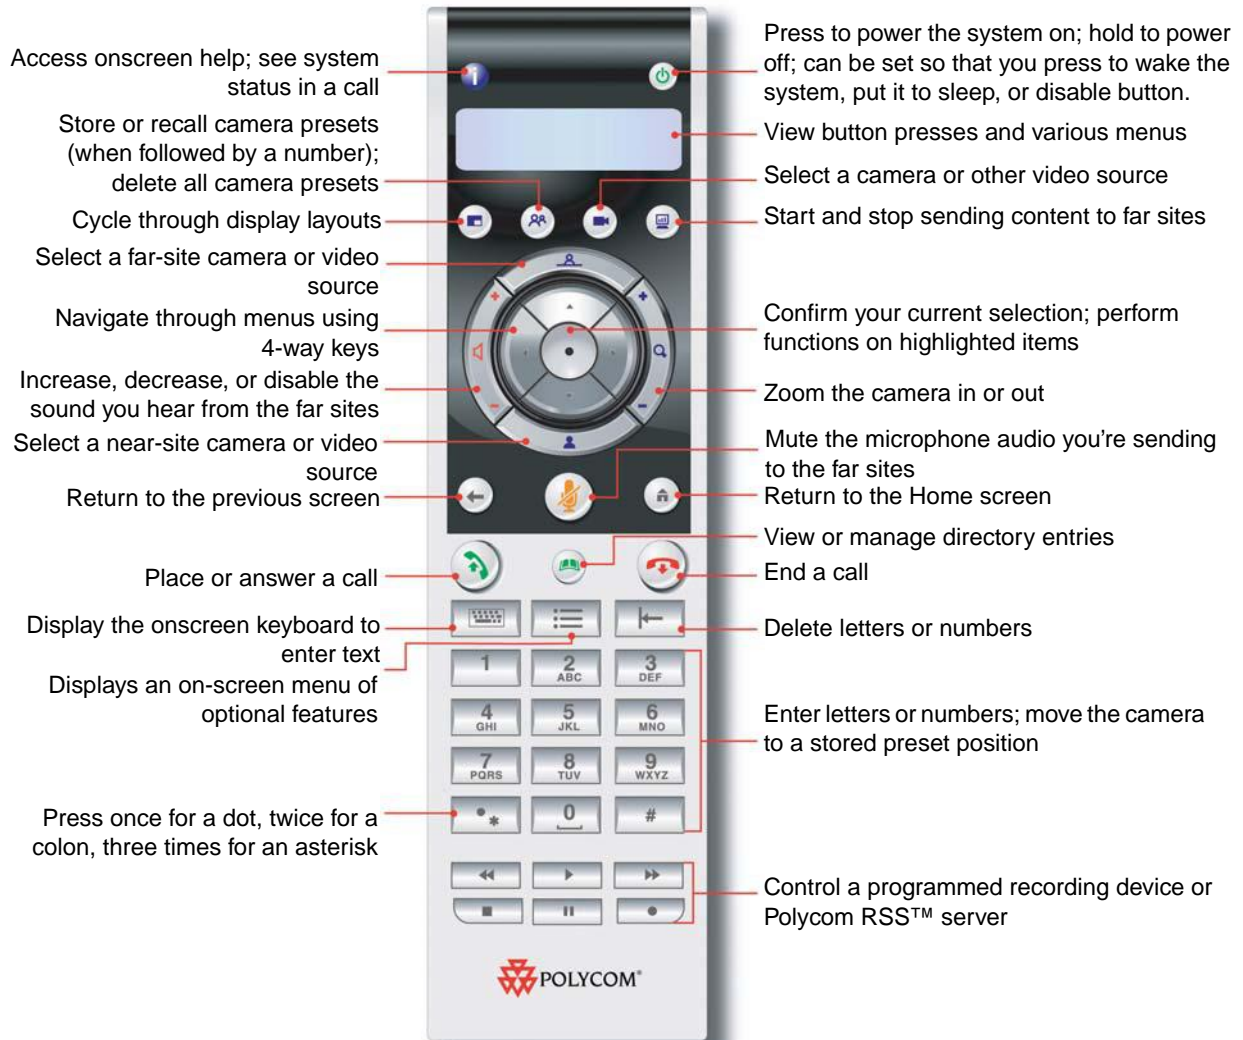 Access onscreen help; see system
status in a call
Store or recall camera presets
(when followed by a number);
delete all camera presets
Cycle through display layouts
Select a far-site camera or video
source
Navigate through menus using
4-way keys
Increase, decrease, or disable the
sound you hear from the far sites
Select a near-site camera or video
source
Return to the previous screen
Place or answer a call
Display the onscreen keyboard to
enter text
Displays an on-screen menu of
optional features
Press once for a dot, twice for a
colon, three times for an asterisk
Press to power the system on; hold to power
off; can be set so that you press to wake the
system, put it to sleep, or disable button.
View button presses and various menus
Select a camera or other video source
Start and stop sending content to far sites
Confirm your current selection; perform
functions on highlighted items
Zoom the camera in or out
Mute the microphone audio you're sending
to the far sites
Return to the Home screen
View or manage directory entries
End a call
Delete letters or numbers
Enter letters or numbers; move the camera
to a stored preset position
Control a programmed recording device or
Polycom RSS™ server
i
+ +
- -
1 2 3
ABC DEF
4 5 6
GHI JKL MNO
7 8 9
PQRS TUV WXYZ
• * 0 #
POLYCOM®